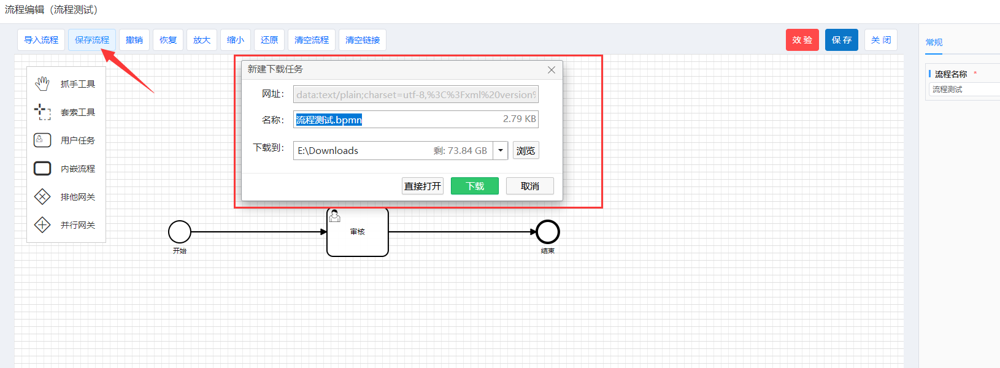 流程编辑（流程测试）
导入流程 保存流程 撤销 恢复 放大 缩小 还原 清空流程 清空链接 效验 保存 关闭
常规
流程名称 *
流程测试
抓手工具
套索工具
用户任务
内嵌流程
排他网关
并行网关
新建下载任务
网址： data:text/plain;charset=utf-8,%3C%3Fxml%20version%
名称： 流程测试.bpmn 2.79 KB
下载到： E:\Downloads 剩: 73.84 GB 浏览
直接打开 下载 取消
审核
开始 结束